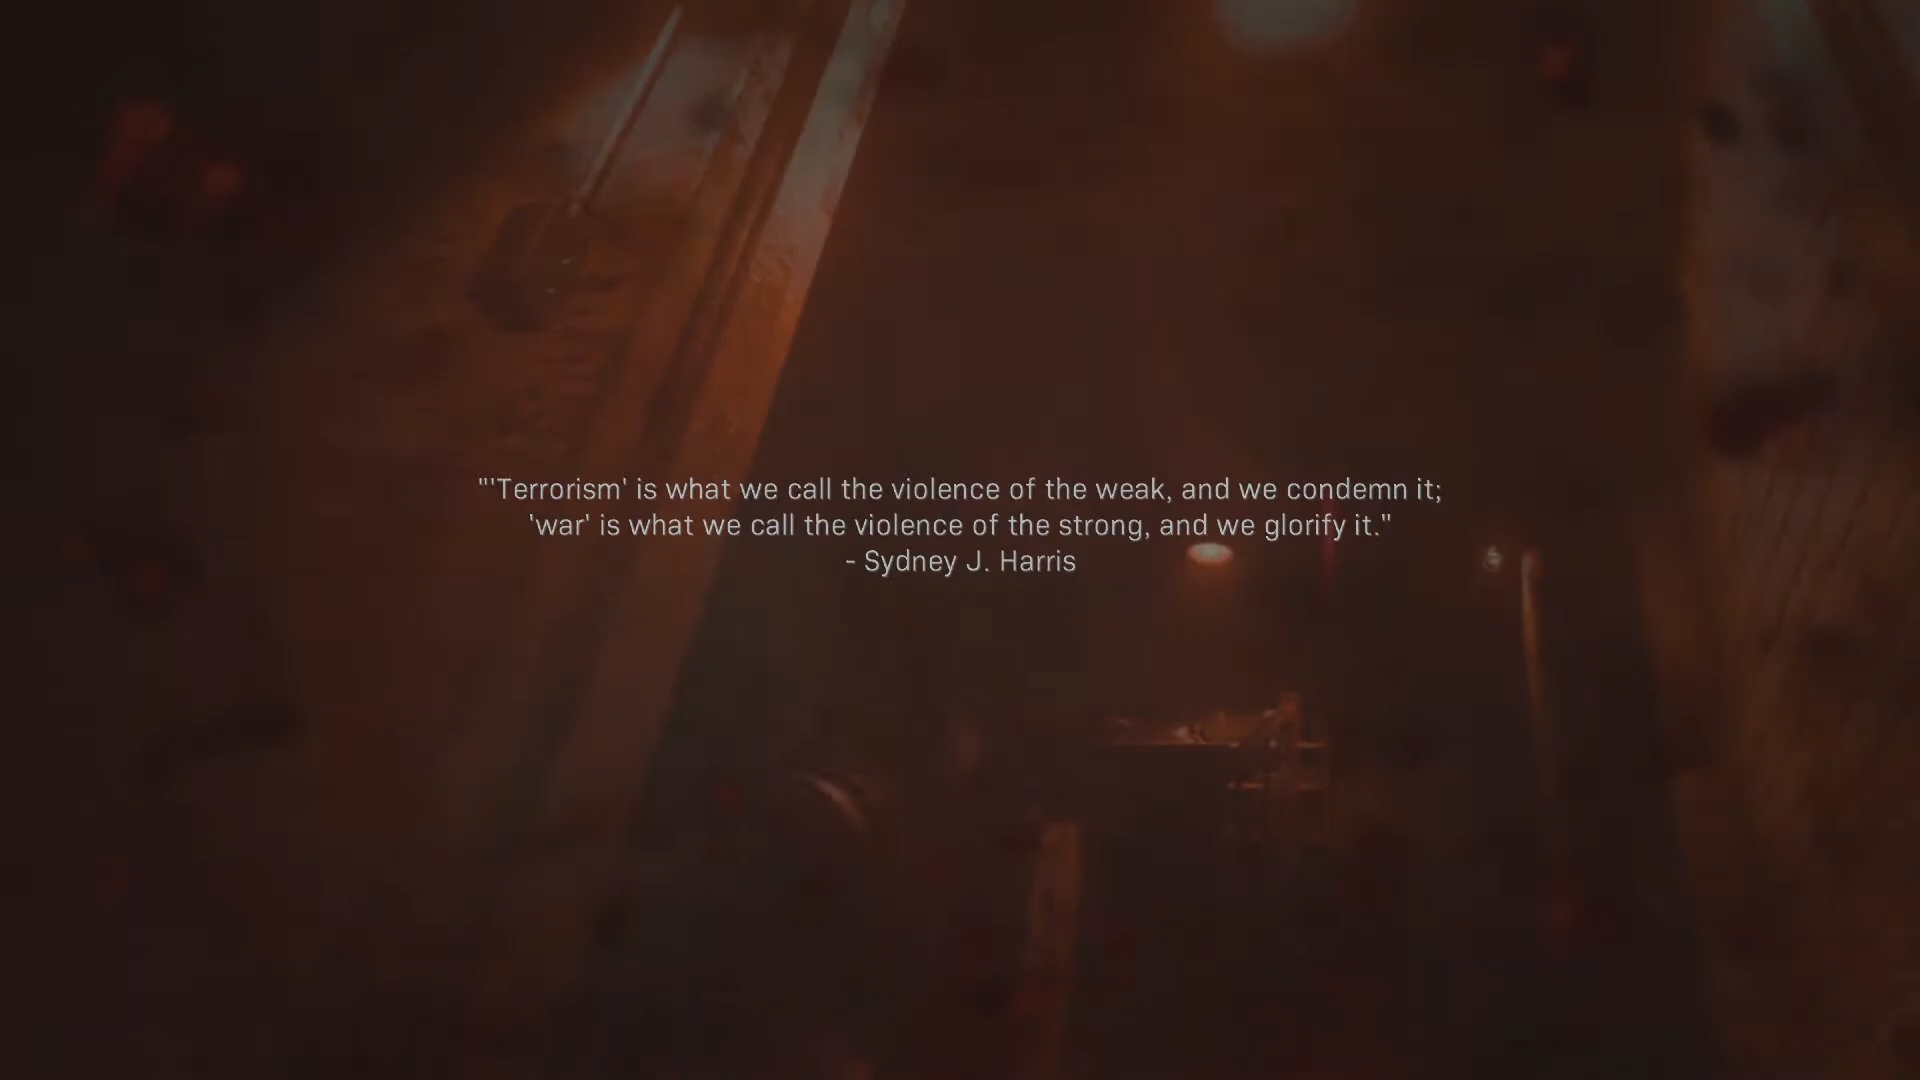 "'Terrorism' is what we call the violence of the weak, and we condemn it;
'war' is what we call the violence of the strong, and we glorify it."
- Sydney J. Harris